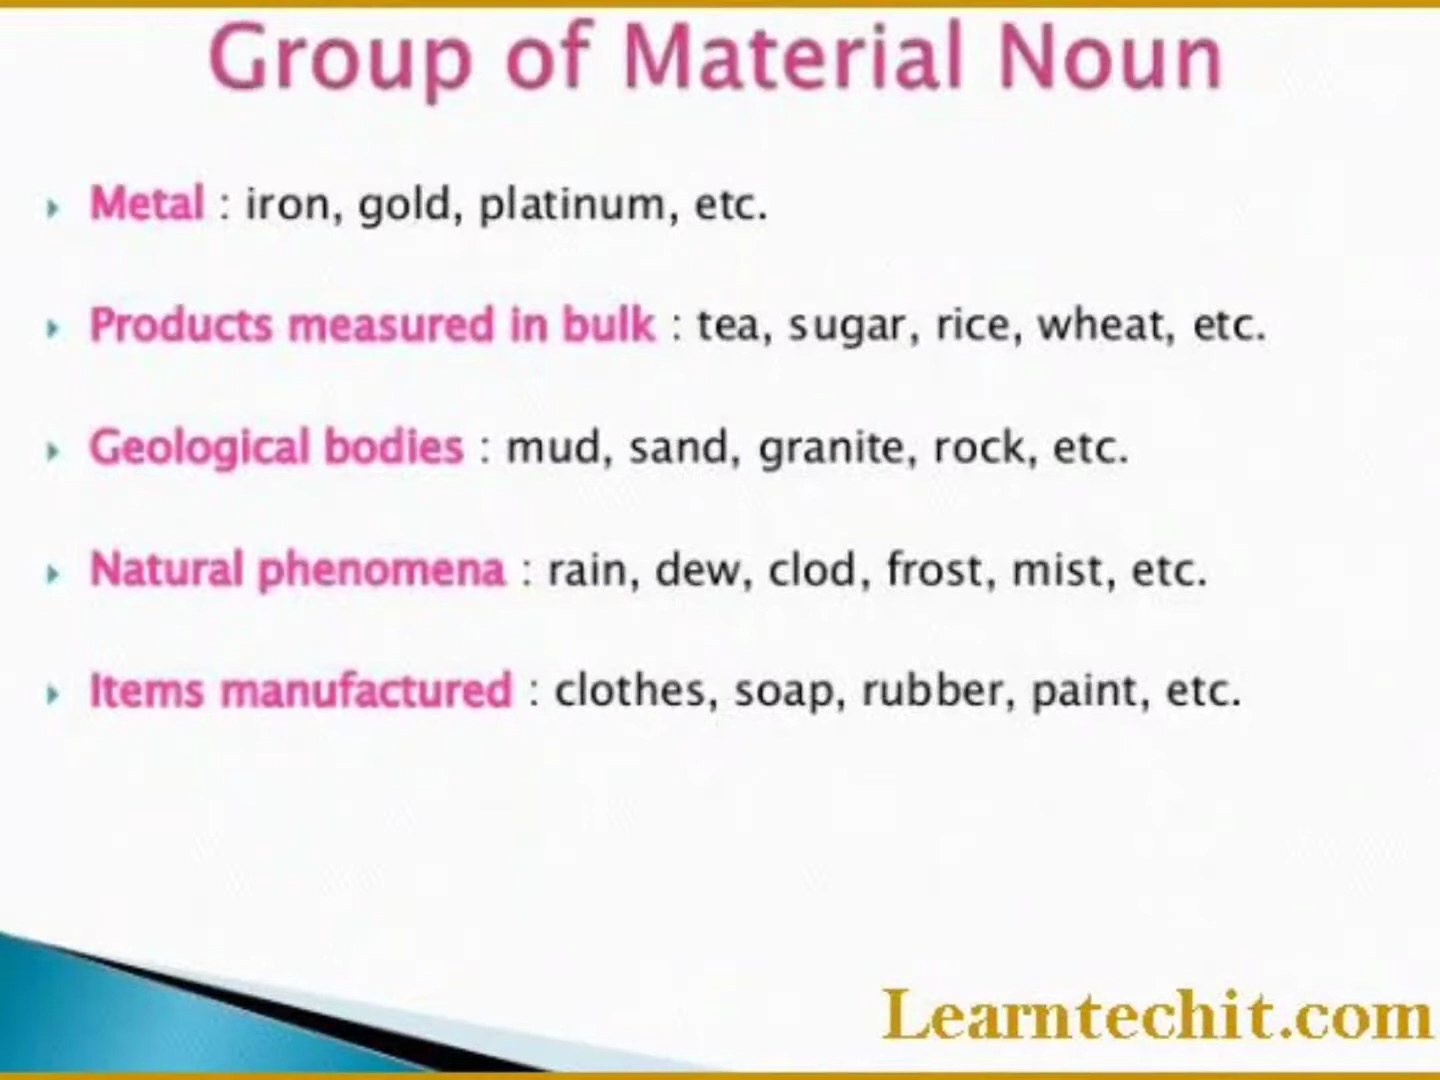 Group of Material Noun
Metal : iron, gold, platinum, etc.
Products measured in bulk : tea, sugar, rice, wheat, etc.
Geological bodies : mud, sand, granite, rock, etc.
Natural phenomena : rain, dew, clod, frost, mist, etc.
Items manufactured : clothes, soap, rubber, paint, etc.
Learntechit.com